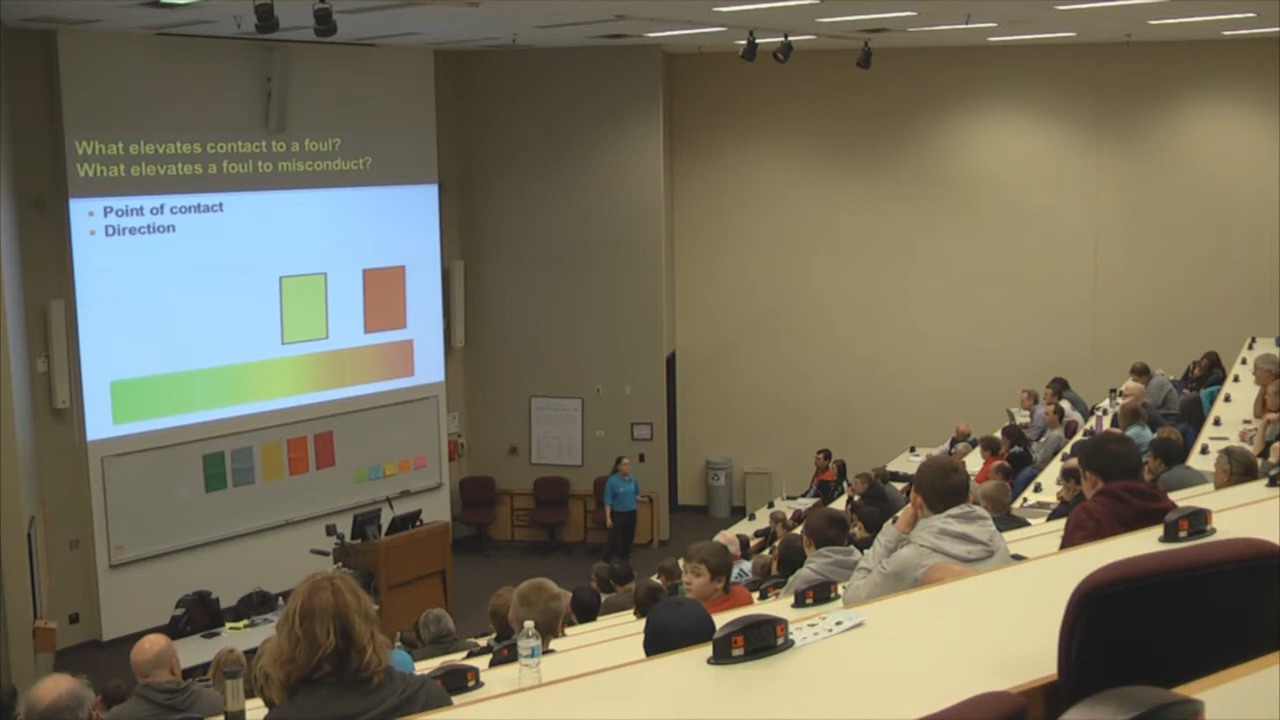 What elevates contact to a foul?
What elevates a foul to misconduct?
Point of contact
Direction